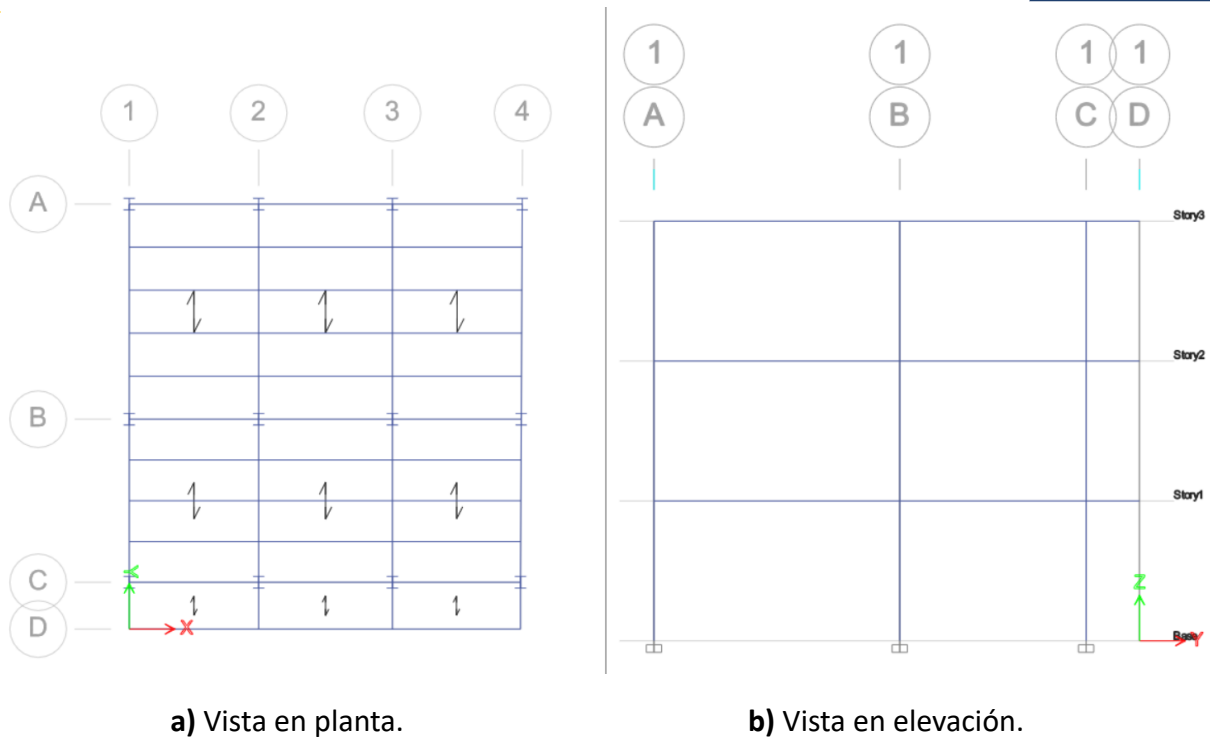 1 2 3 4
A
B
C
D
Y
X
a) Vista en planta.
1 1 1 1
A B C D
Story3
Story2
Story1
Z
Base
Y
b) Vista en elevación.